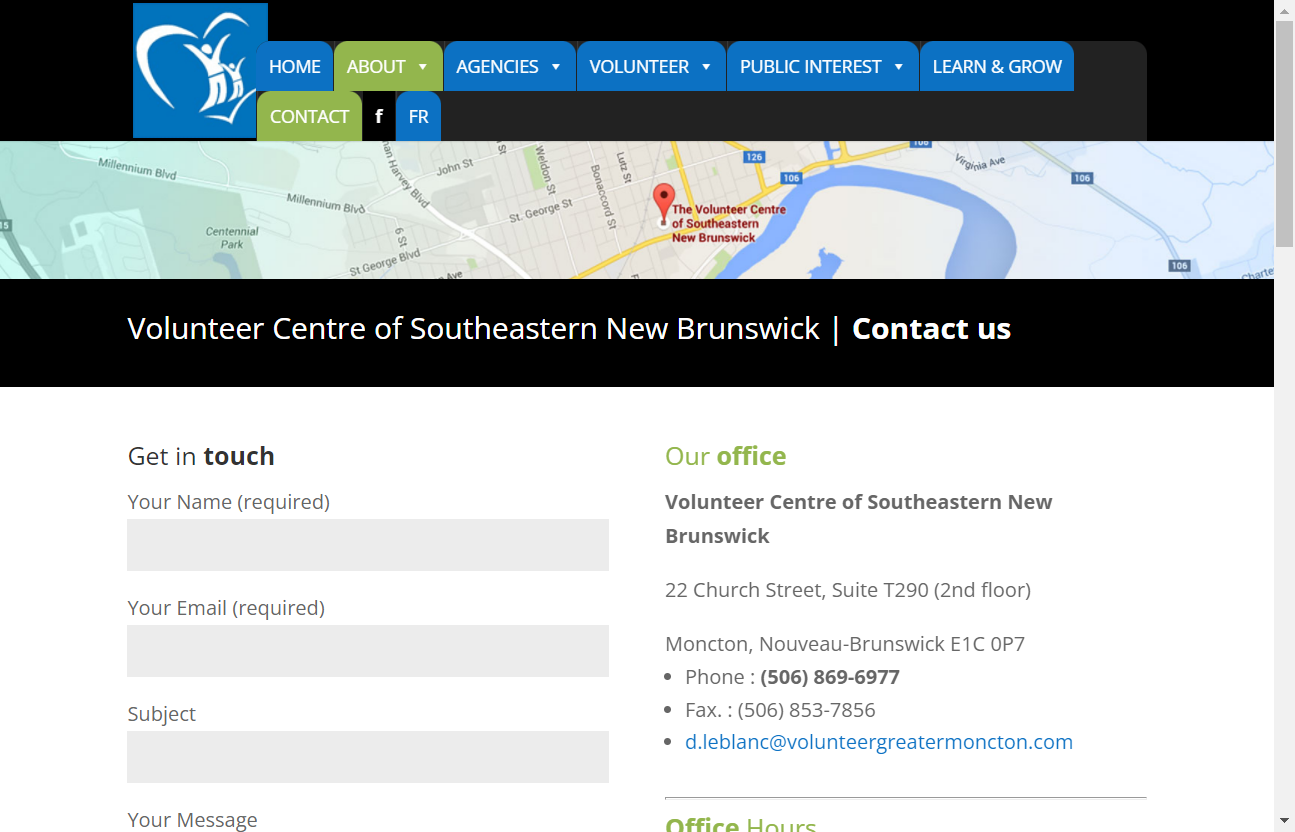 HOME ABOUT AGENCIES VOLUNTEER PUBLIC INTEREST LEARN & GROW
CONTACT f FR
Millennium Blvd
Millennium Blvd
Centennial
Park
St George Blvd
6 St
John St
St. George St
Weldon St
Bonaccord St
Lutz St
126
106
106
106
106
15
Virginia Ave
The Volunteer Centre
of Southeastern
New Brunswick
Volunteer Centre of Southeastern New Brunswick | Contact us
Get in touch
Your Name (required)
Your Email (required)
Subject
Your Message
Our office
Volunteer Centre of Southeastern New
Brunswick
22 Church Street, Suite T290 (2nd floor)
Moncton, Nouveau-Brunswick E1C 0P7
Phone : (506) 869-6977
Fax. : (506) 853-7856
d.leblanc@volunteergreatermoncton.com
Office Hours